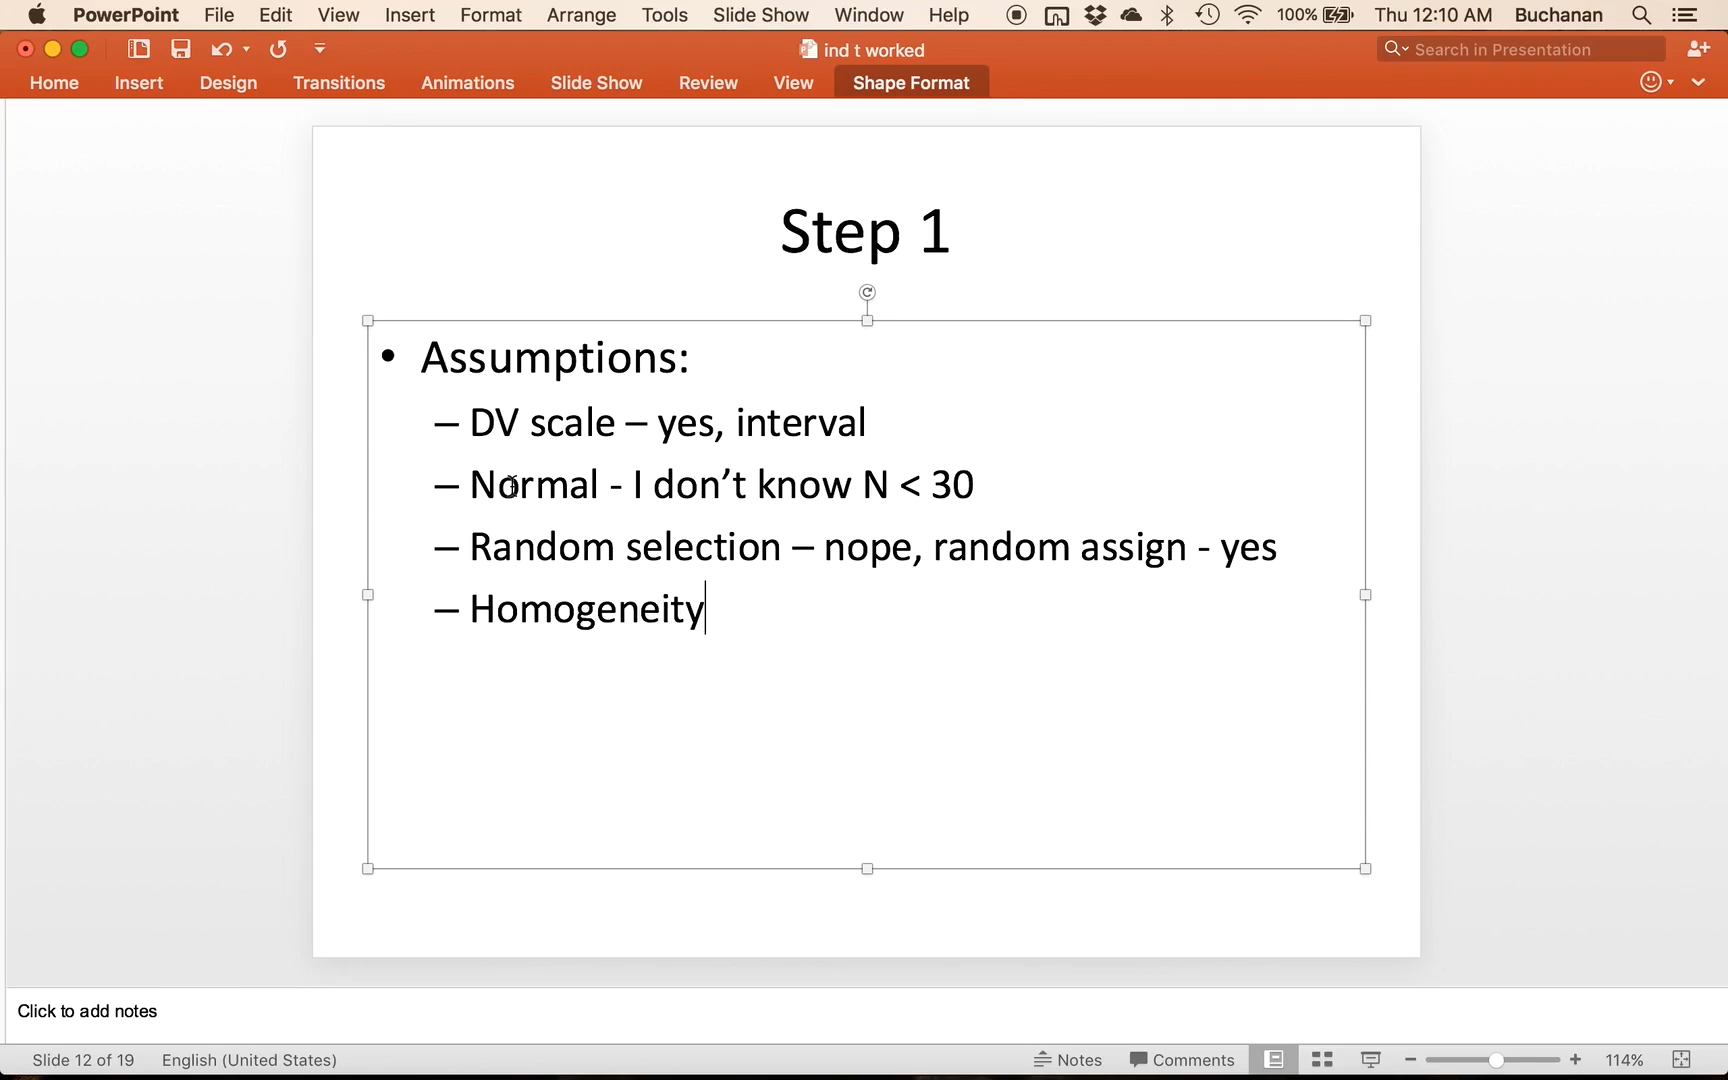 PowerPoint File Edit View Insert Format Arrange Tools Slide Show Window Help 100% Thu 12:10 AM Buchanan
ind t worked
Search in Presentation
Home Insert Design Transitions Animations Slide Show Review View Shape Format
Step 1
• Assumptions:
– DV scale – yes, interval
– Normal - I don’t know N < 30
– Random selection – nope, random assign - yes
– Homogeneity
Click to add notes
Slide 12 of 19 English (United States) Notes Comments 114%